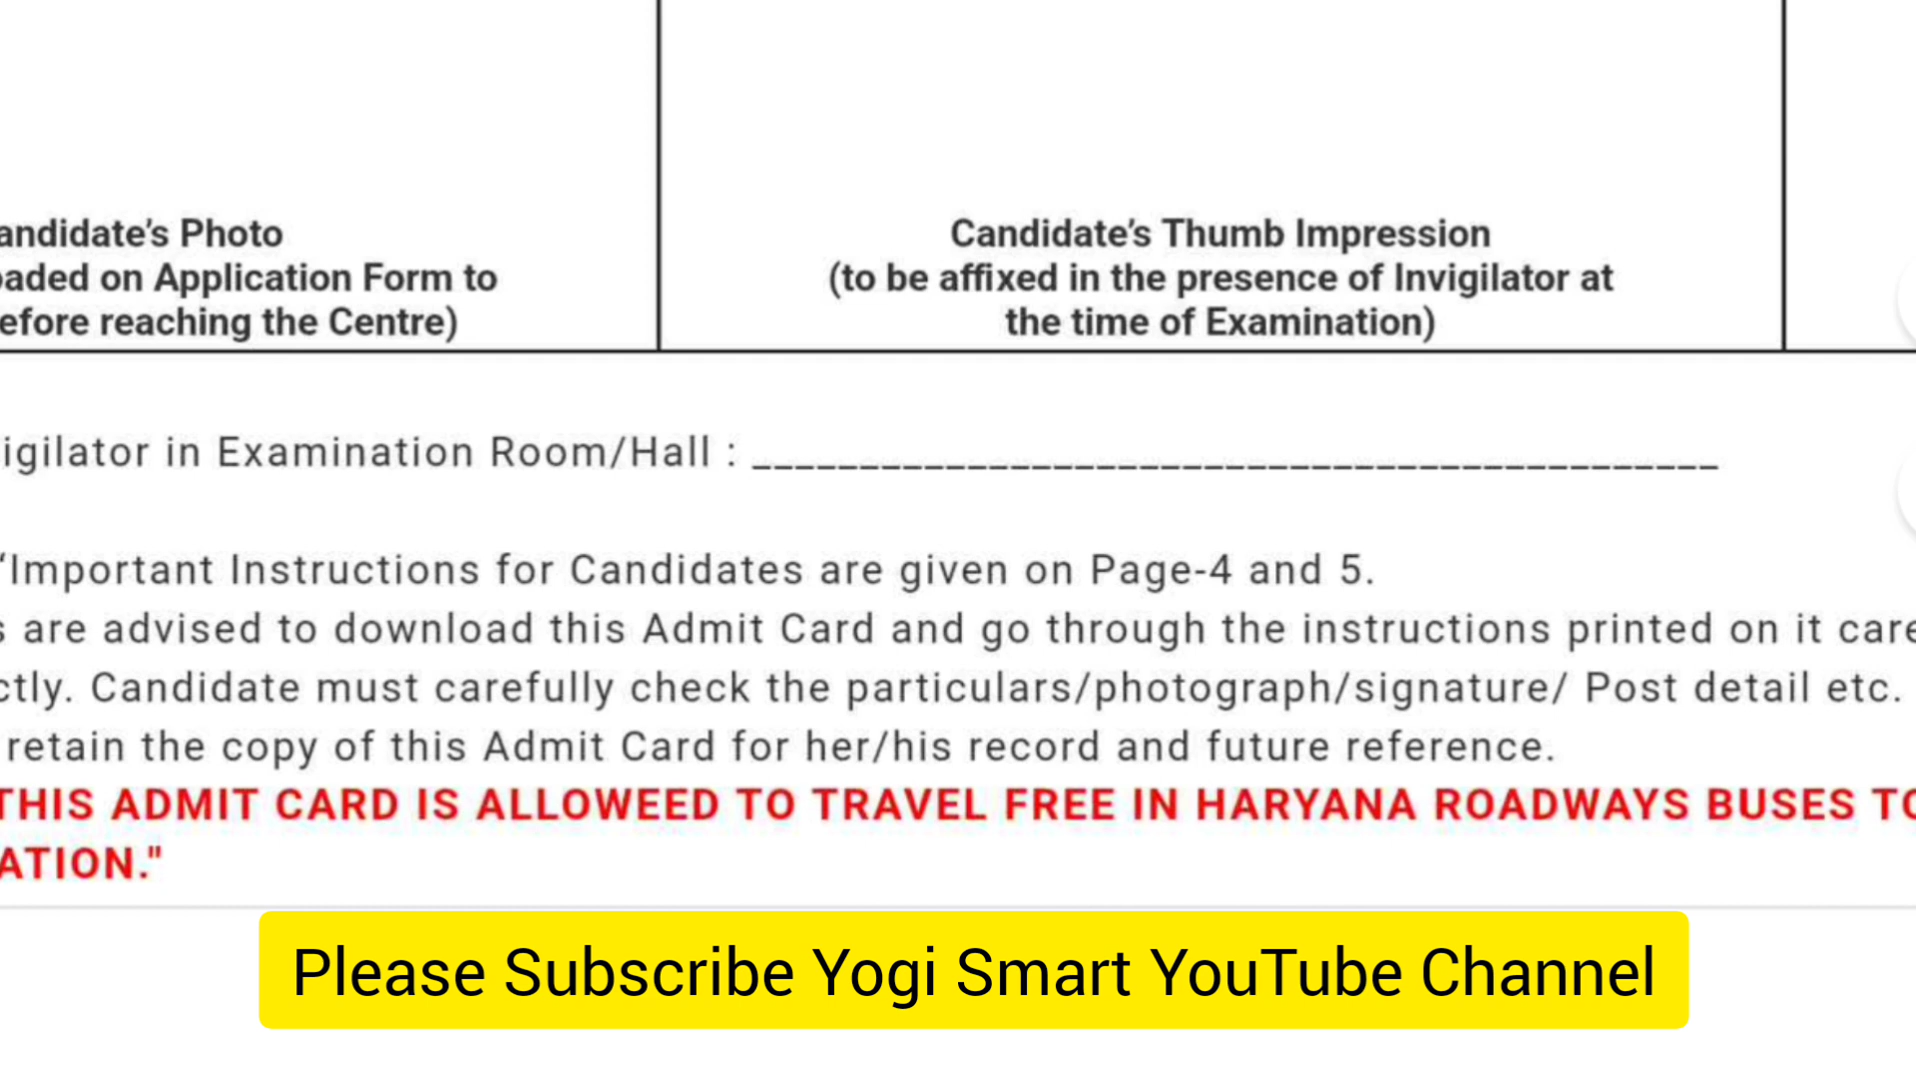 andidate's Photo
aded on Application Form to
efore reaching the Centre)
Candidate's Thumb Impression
(to be affixed in the presence of Invigilator at
the time of Examination)
igilator in Examination Room/Hall : _____________________________________________
"Important Instructions for Candidates are given on Page-4 and 5.
s are advised to download this Admit Card and go through the instructions printed on it care
ctly. Candidate must carefully check the particulars/photograph/signature/ Post detail etc.
retain the copy of this Admit Card for her/his record and future reference.
THIS ADMIT CARD IS ALLOWEED TO TRAVEL FREE IN HARYANA ROADWAYS BUSES TO
ATION."
Please Subscribe Yogi Smart YouTube Channel